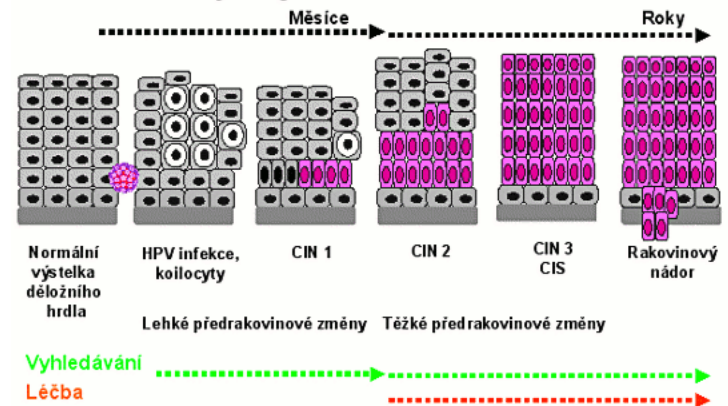 Měsíce
Roky
Normální
výstelka
děložního
hrdla
HPV infekce,
koilocyty
CIN 1
CIN 2
CIN 3
CIS
Rakovinový
nádor
Lehké předrakovinové změny
Těžké předrakovinové změny
Vyhledávání
Léčba